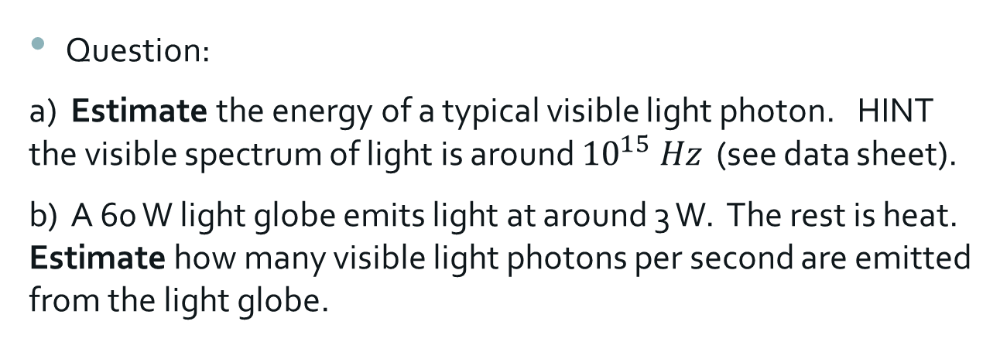 • Question:
a) Estimate the energy of a typical visible light photon. HINT
the visible spectrum of light is around 10¹⁵ Hz (see data sheet).
b) A 60 W light globe emits light at around 3 W. The rest is heat.
Estimate how many visible light photons per second are emitted
from the light globe.